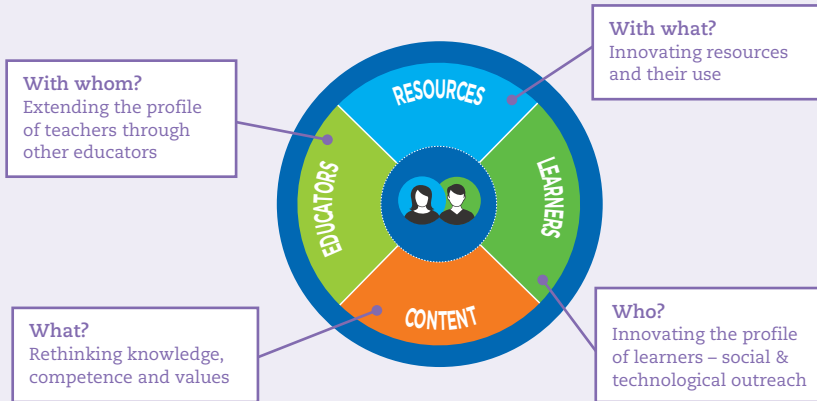 With what?
Innovating resources
and their use
With whom?
Extending the profile
of teachers through
other educators
RESOURCES
EDUCATORS
LEARNERS
CONTENT
What?
Rethinking knowledge,
competence and values
Who?
Innovating the profile
of learners – social &
technological outreach